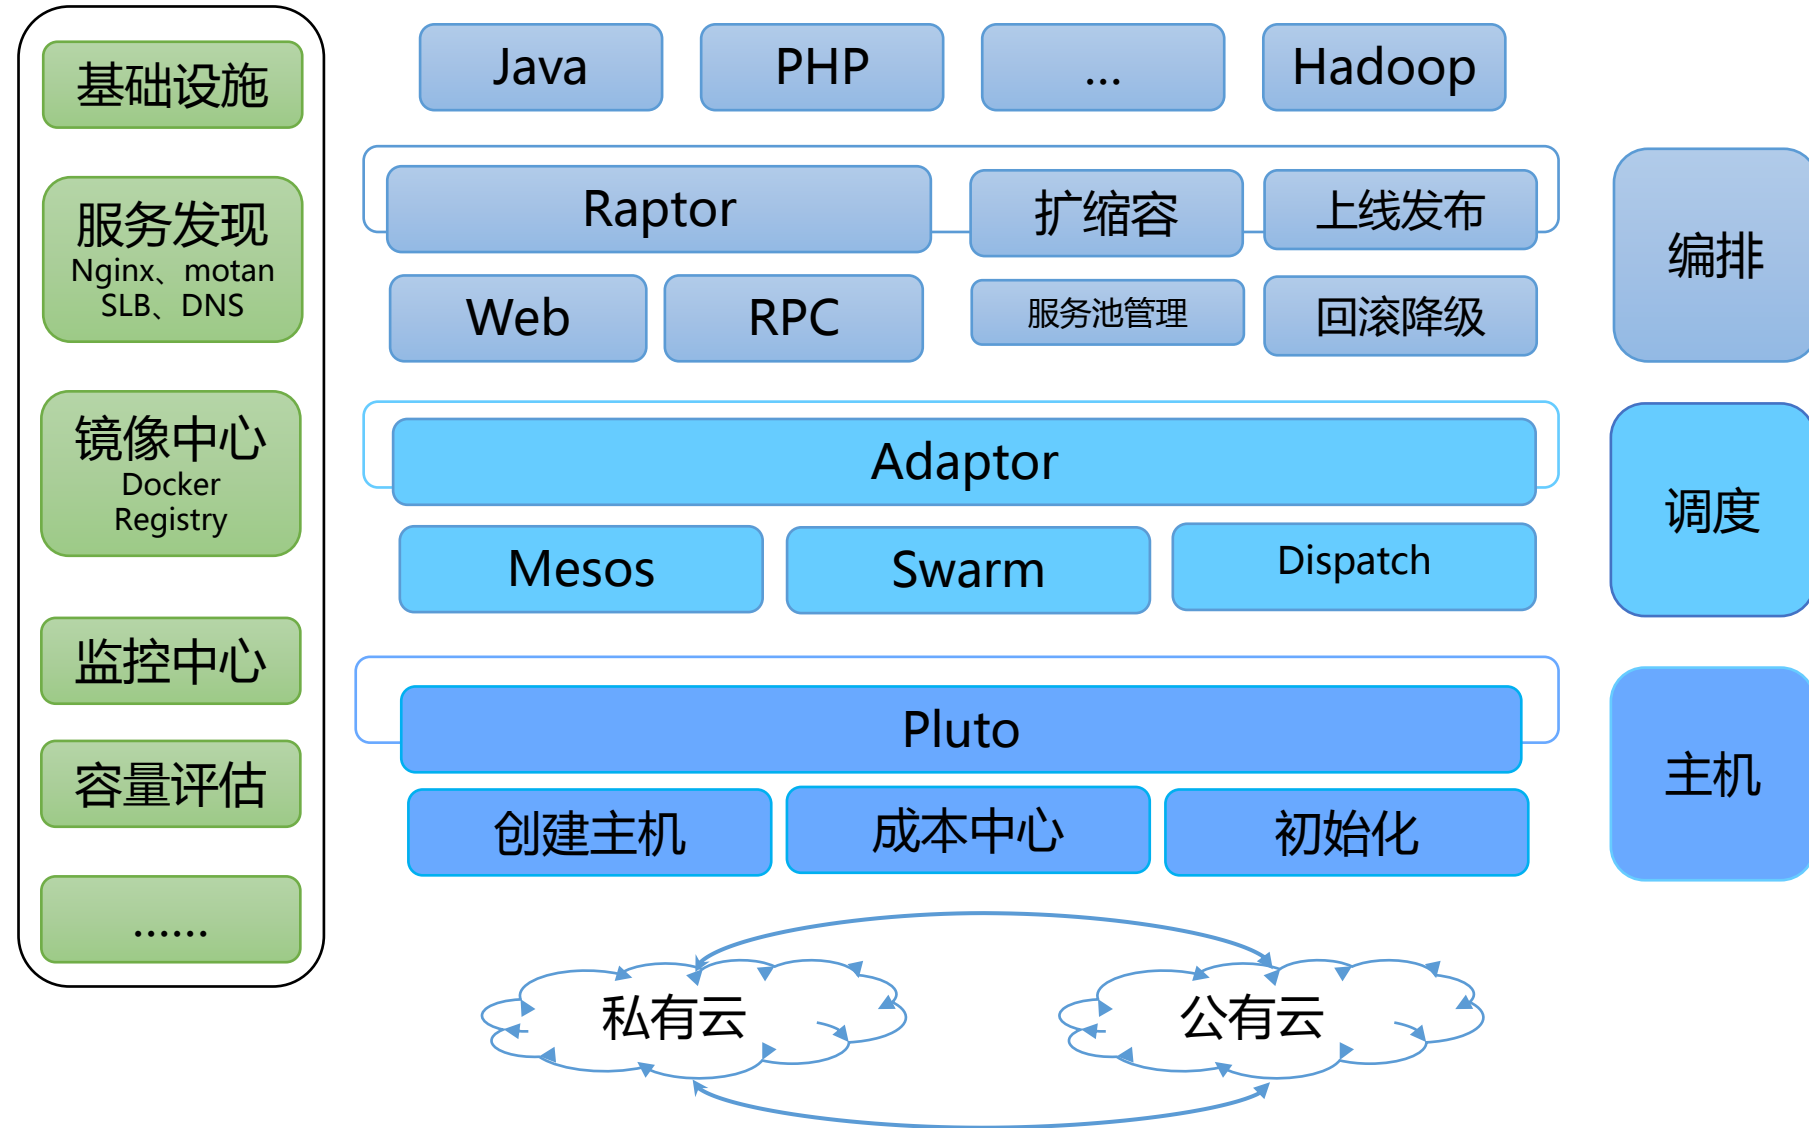 基础设施
服务发现
Nginx、motan
SLB、DNS
镜像中心
Docker
Registry
监控中心
容量评估
……
Java
PHP
…
Hadoop
Raptor
扩缩容
上线发布
Web
RPC
服务池管理
回滚降级
编排
Adaptor
Mesos
Swarm
Dispatch
调度
Pluto
创建主机
成本中心
初始化
主机
私有云
公有云